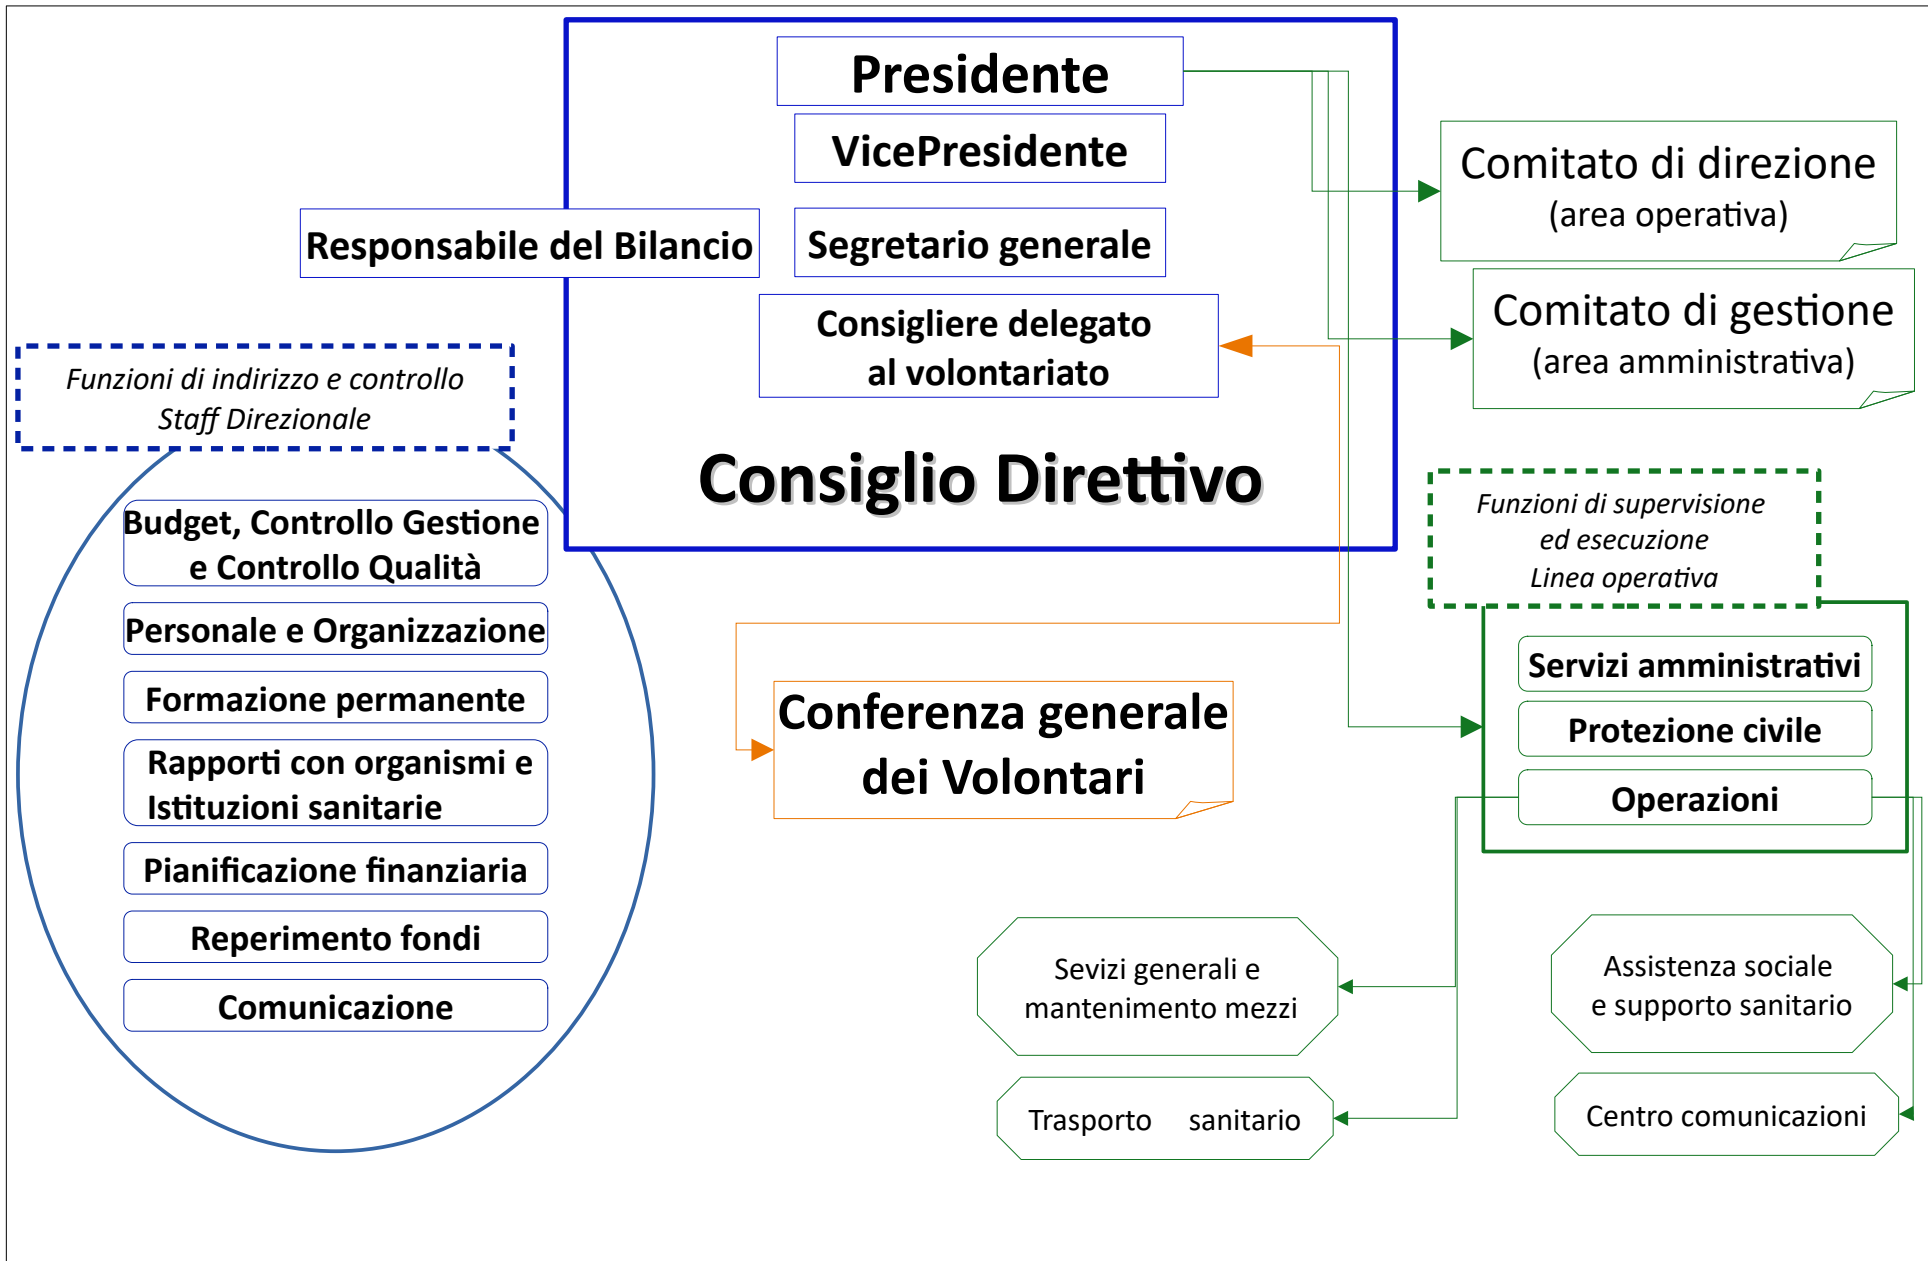 Presidente
VicePresidente
Responsabile del Bilancio
Segretario generale
Consigliere delegato
al volontariato
Consiglio Direttivo
Comitato di direzione
(area operativa)
Comitato di gestione
(area amministrativa)
Funzioni di indirizzo e controllo
Staff Direzionale
Budget, Controllo Gestione
e Controllo Qualità
Personale e Organizzazione
Formazione permanente
Rapporti con organismi e
Istituzioni sanitarie
Pianificazione finanziaria
Reperimento fondi
Comunicazione
Conferenza generale
dei Volontari
Funzioni di supervisione
ed esecuzione
Linea operativa
Servizi amministrativi
Protezione civile
Operazioni
Sevizi generali e
mantenimento mezzi
Assistenza sociale
e supporto sanitario
Trasporto sanitario
Centro comunicazioni